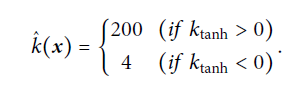 k̂(x) = { 200 (if k_tanh > 0)
4 (if k_tanh < 0) .